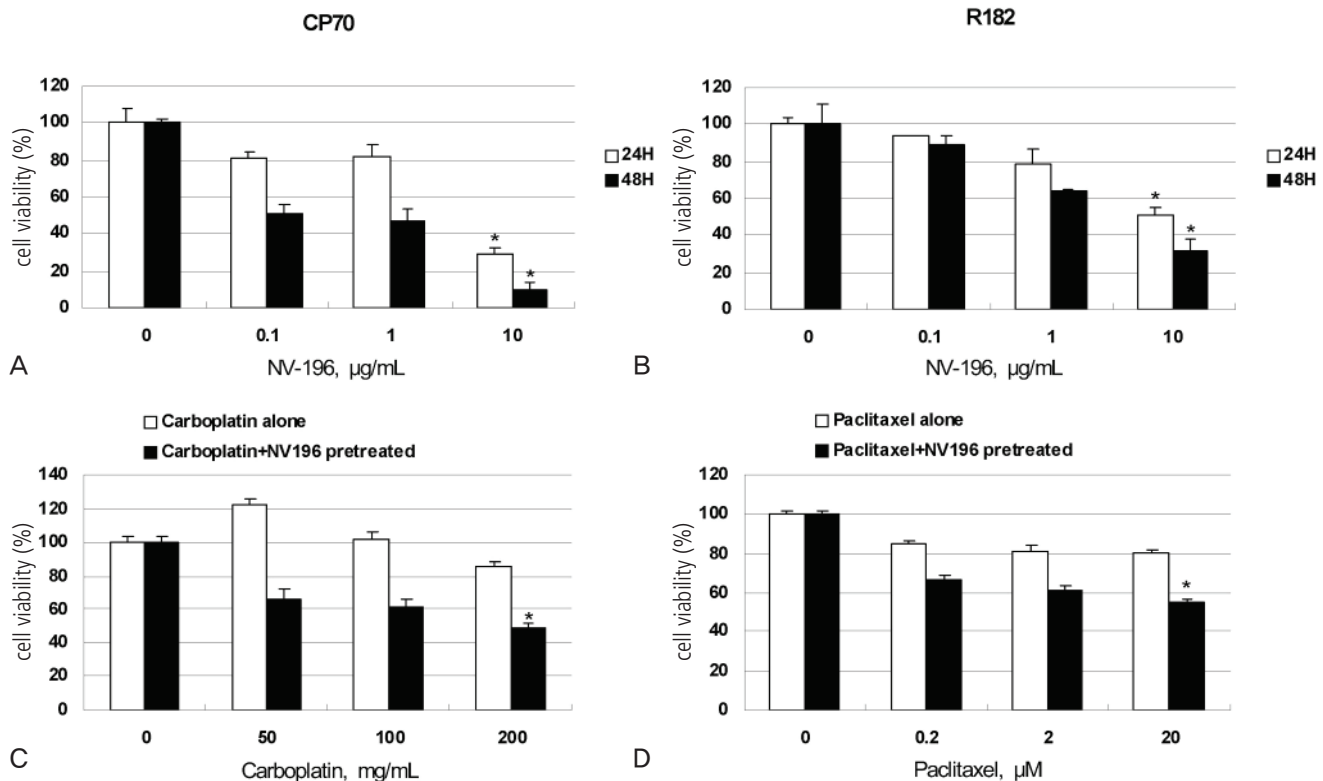 CP70
120
100
80
60
40
20
0
cell viability (%)
*
*
24H
48H
0 0.1 1 10
NV-196, µg/mL
A
R182
120
100
80
60
40
20
0
cell viability (%)
*
*
24H
48H
0 0.1 1 10
NV-196, µg/mL
B
Carboplatin alone
Carboplatin+NV196 pretreated
140
120
100
80
60
40
20
0
cell viability (%)
*
0 50 100 200
Carboplatin, mg/mL
C
Paclitaxel alone
Paclitaxel+NV196 pretreated
120
100
80
60
40
20
0
cell viability (%)
*
0 0.2 2 20
Paclitaxel, µM
D